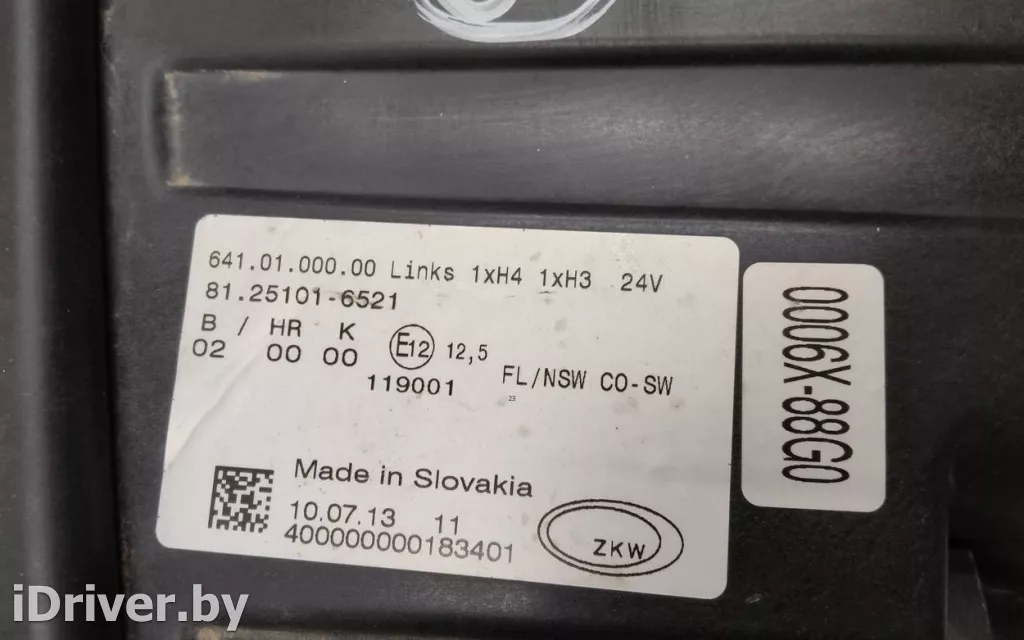 641.01.000.00 Links 1xH4 1xH3 24V
81.25101-6521
B / HR K
02 00 00
E12 12,5
119001
FL/NSW CO-SW
23
Made in Slovakia
10.07.13 11
400000000183401
ZKW
0006X-88G0
iDriver.by